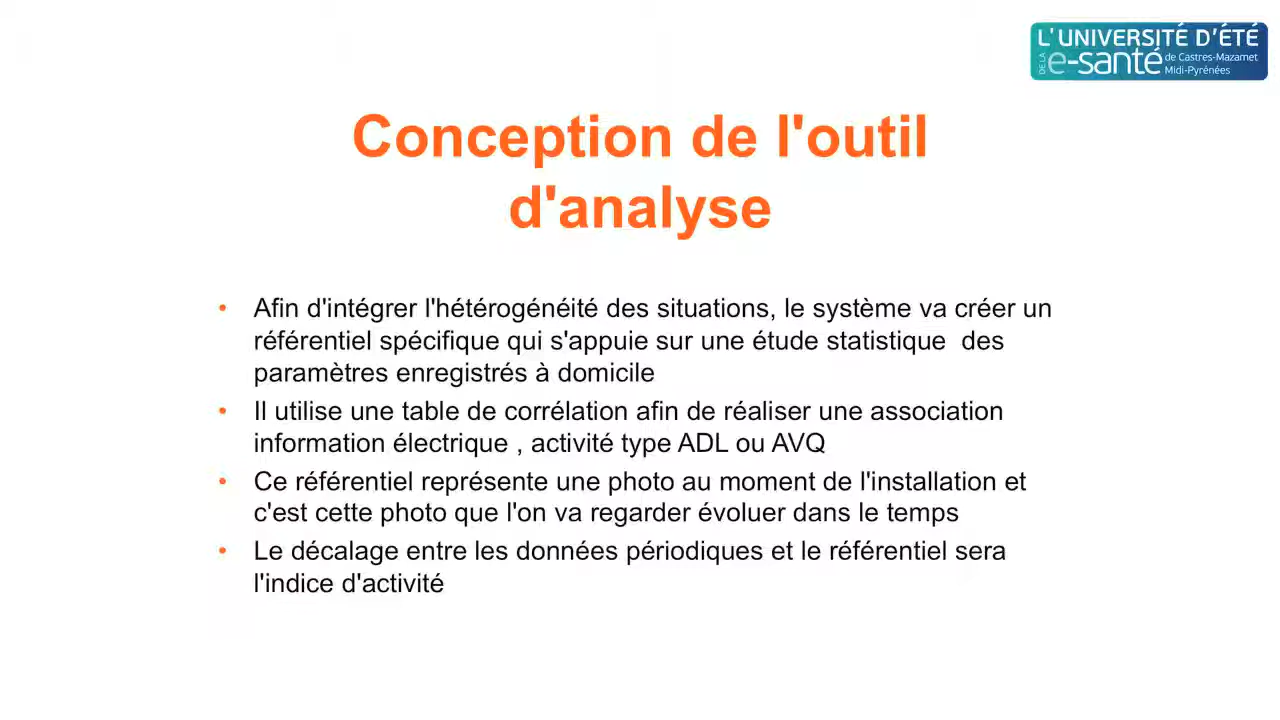 L'UNIVERSITÉ D'ÉTÉ
DE LA e-santé de Castres-Mazamet
Midi-Pyrénées
Conception de l'outil
d'analyse
• Afin d'intégrer l'hétérogénéité des situations, le système va créer un
référentiel spécifique qui s'appuie sur une étude statistique  des
paramètres enregistrés à domicile
• Il utilise une table de corrélation afin de réaliser une association
information électrique , activité type ADL ou AVQ
• Ce référentiel représente une photo au moment de l'installation et
c'est cette photo que l'on va regarder évoluer dans le temps
• Le décalage entre les données périodiques et le référentiel sera
l'indice d'activité